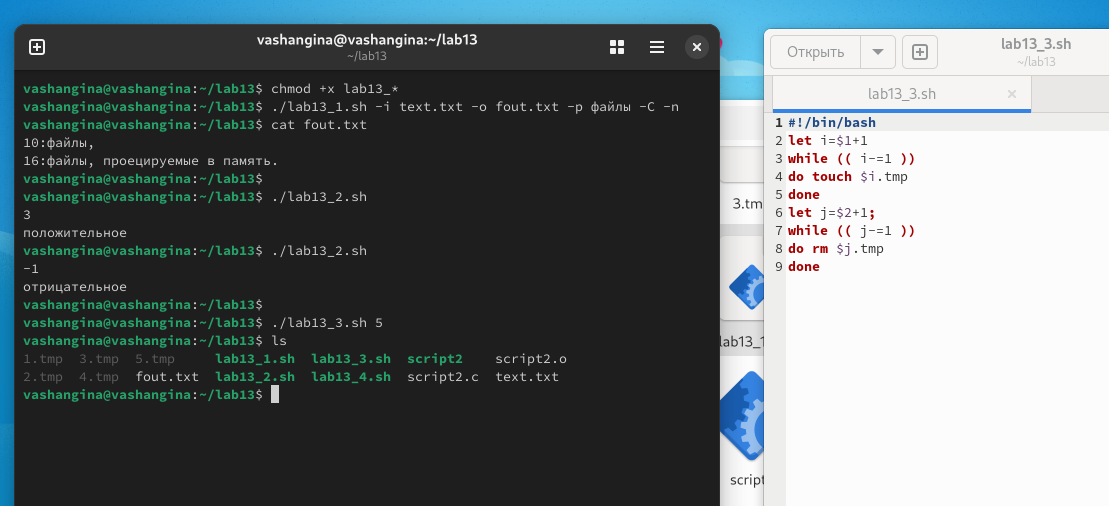 vashangina@vashangina:~/lab13
~/lab13
vashangina@vashangina:~/lab13$ chmod +x lab13_*
vashangina@vashangina:~/lab13$ ./lab13_1.sh -i text.txt -o fout.txt -p файлы -C -n
vashangina@vashangina:~/lab13$ cat fout.txt
10:файлы,
16:файлы, проецируемые в память.
vashangina@vashangina:~/lab13$
vashangina@vashangina:~/lab13$ ./lab13_2.sh
3
положительное
vashangina@vashangina:~/lab13$ ./lab13_2.sh
-1
отрицательное
vashangina@vashangina:~/lab13$
vashangina@vashangina:~/lab13$ ./lab13_3.sh 5
vashangina@vashangina:~/lab13$ ls
1.tmp 3.tmp 5.tmp lab13_1.sh lab13_3.sh script2 script2.o
2.tmp 4.tmp fout.txt lab13_2.sh lab13_4.sh script2.c text.txt
vashangina@vashangina:~/lab13$
3.tm
lab13_1
script
Открыть
lab13_3.sh
~/lab13
lab13_3.sh
1 #!/bin/bash
2 let i=$1+1
3 while (( i-=1 ))
4 do touch $i.tmp
5 done
6 let j=$2+1;
7 while (( j-=1 ))
8 do rm $j.tmp
9 done